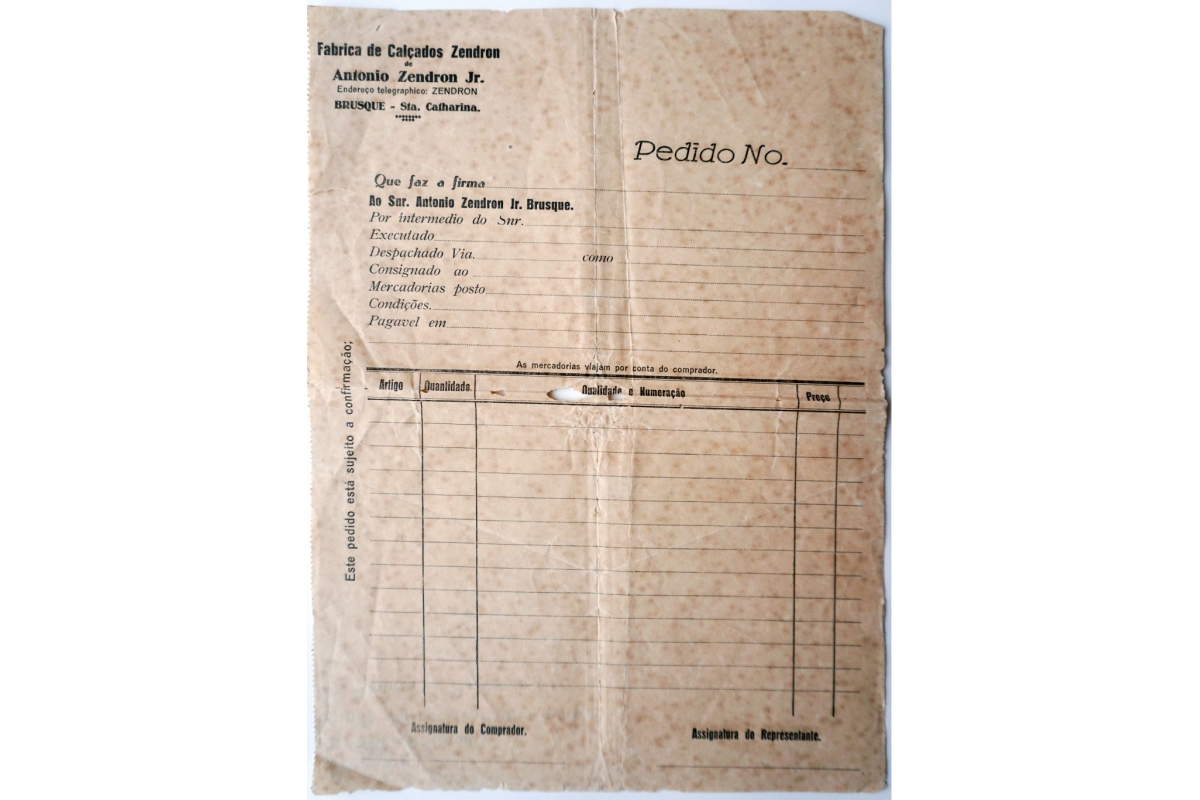 Fabrica de Calçados Zendron
de
Antonio Zendron Jr.
Endereço telegraphico: ZENDRON
BRUSQUE - Sta. Catharina.
Pedido No.
Que faz a firma
Ao Snr. Antonio Zendron Jr. Brusque.
Por intermedio do Snr.
Executado
Despachado Via. como
Consignado ao
Mercadorias posto
Condições.
Pagavel em
As mercadorias viajam por conta do comprador.
Artigo Quantidade. Qualidade e Numeração Preço
Este pedido está sujeito a confirmação;
Assignatura do Comprador. Assignatura do Representante.